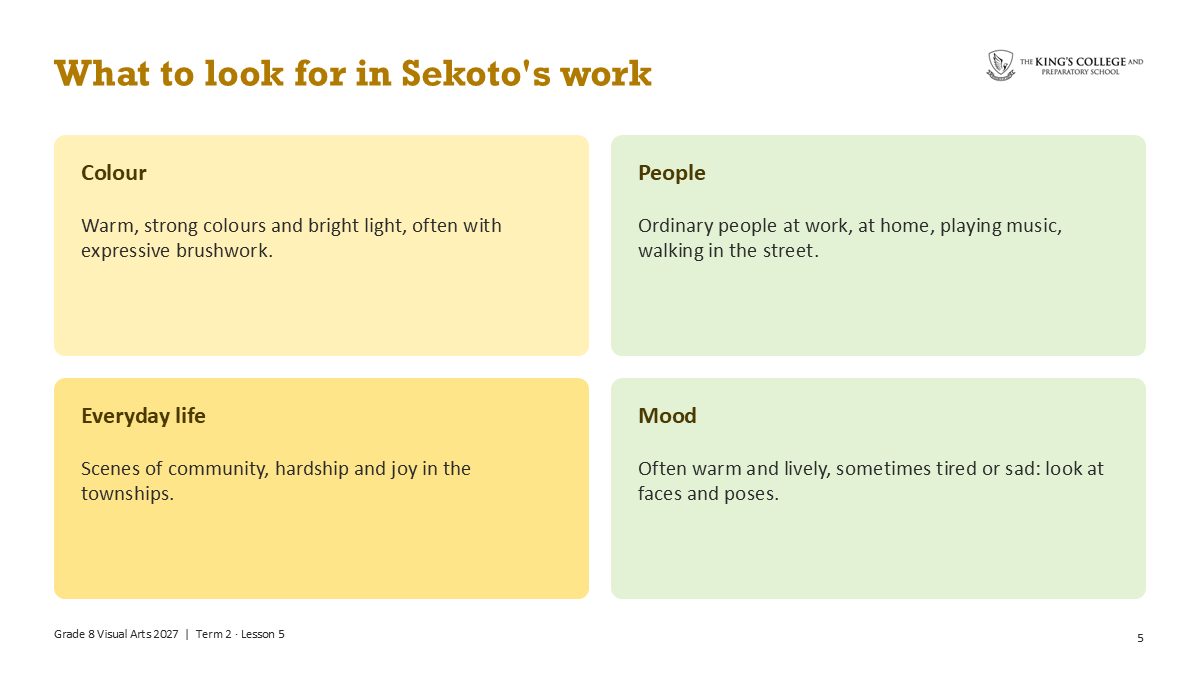 What to look for in Sekoto's work
THE KING'S COLLEGE AND
PREPARATORY SCHOOL
Colour
Warm, strong colours and bright light, often with
expressive brushwork.
People
Ordinary people at work, at home, playing music,
walking in the street.
Everyday life
Scenes of community, hardship and joy in the
townships.
Mood
Often warm and lively, sometimes tired or sad: look at
faces and poses.
Grade 8 Visual Arts 2027 | Term 2 · Lesson 5
5